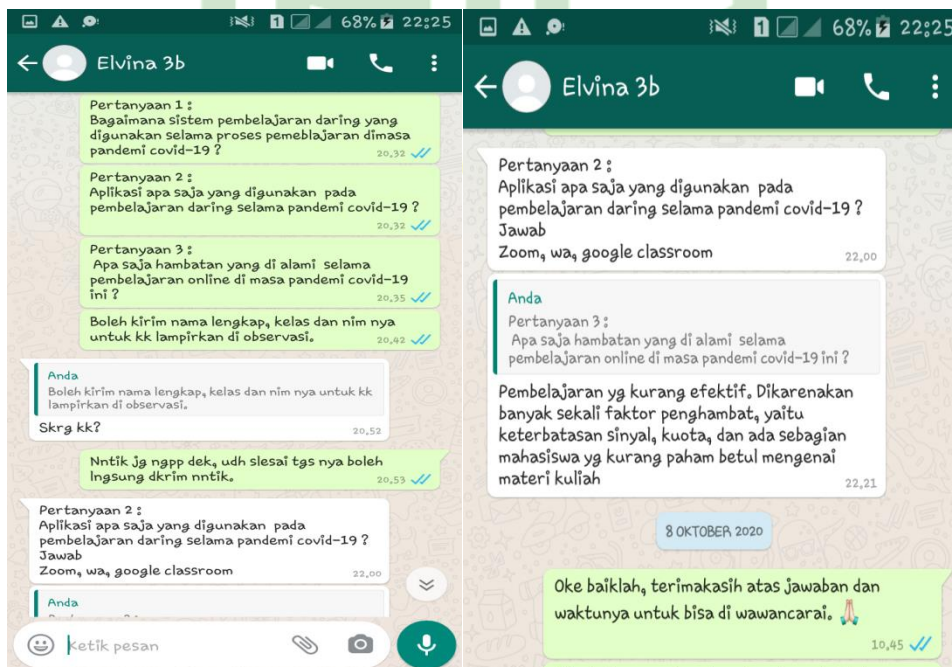 68% 22:25
Elvina 3b
Pertanyaan 1 :
Bagaimana sistem pembelajaran daring yang
digunakan selama proses pemeblajaran dimasa
pandemi covid-19 ?
20,32
Pertanyaan 2 :
Aplikasi apa saja yang digunakan pada
pembelajaran daring selama pandemi covid-19 ?
20,32
Pertanyaan 3 :
Apa saja hambatan yang di alami selama
pembelajaran online di masa pandemi covid-19
ini ?
20,35
Boleh kirim nama lengkap, kelas dan nim nya
untuk kk lampirkan di observasi.
20,42
Anda
Boleh kirim nama lengkap, kelas dan nim nya untuk kk
lampirkan di observasi.
Skrg kk?
20,52
Nntik jg ngpp dek, udh slesai tgs nya boleh
lngsung dkrim nntik.
20,53
Pertanyaan 2 :
Aplikasi apa saja yang digunakan pada
pembelajaran daring selama pandemi covid-19 ?
Jawab
Zoom, wa, google classroom
22,00
Anda
Ketik pesan
1 68% 22:25
Elvina 3b
Pertanyaan 2 :
Aplikasi apa saja yang digunakan pada
pembelajaran daring selama pandemi covid-19 ?
Jawab
Zoom, wa, google classroom
22,00
Anda
Pertanyaan 3 :
Apa saja hambatan yang di alami selama
pembelajaran online di masa pandemi covid-19 ini ?
Pembelajaran yg kurang efektif. Dikarenakan
banyak sekali faktor penghambat, yaitu
keterbatasan sinyal, kuota, dan ada sebagian
mahasiswa yg kurang paham betul mengenai
materi kuliah
22,21
8 OKTOBER 2020
Oke baiklah, terimakasih atas jawaban dan
waktunya untuk bisa di wawancarai.
10,45